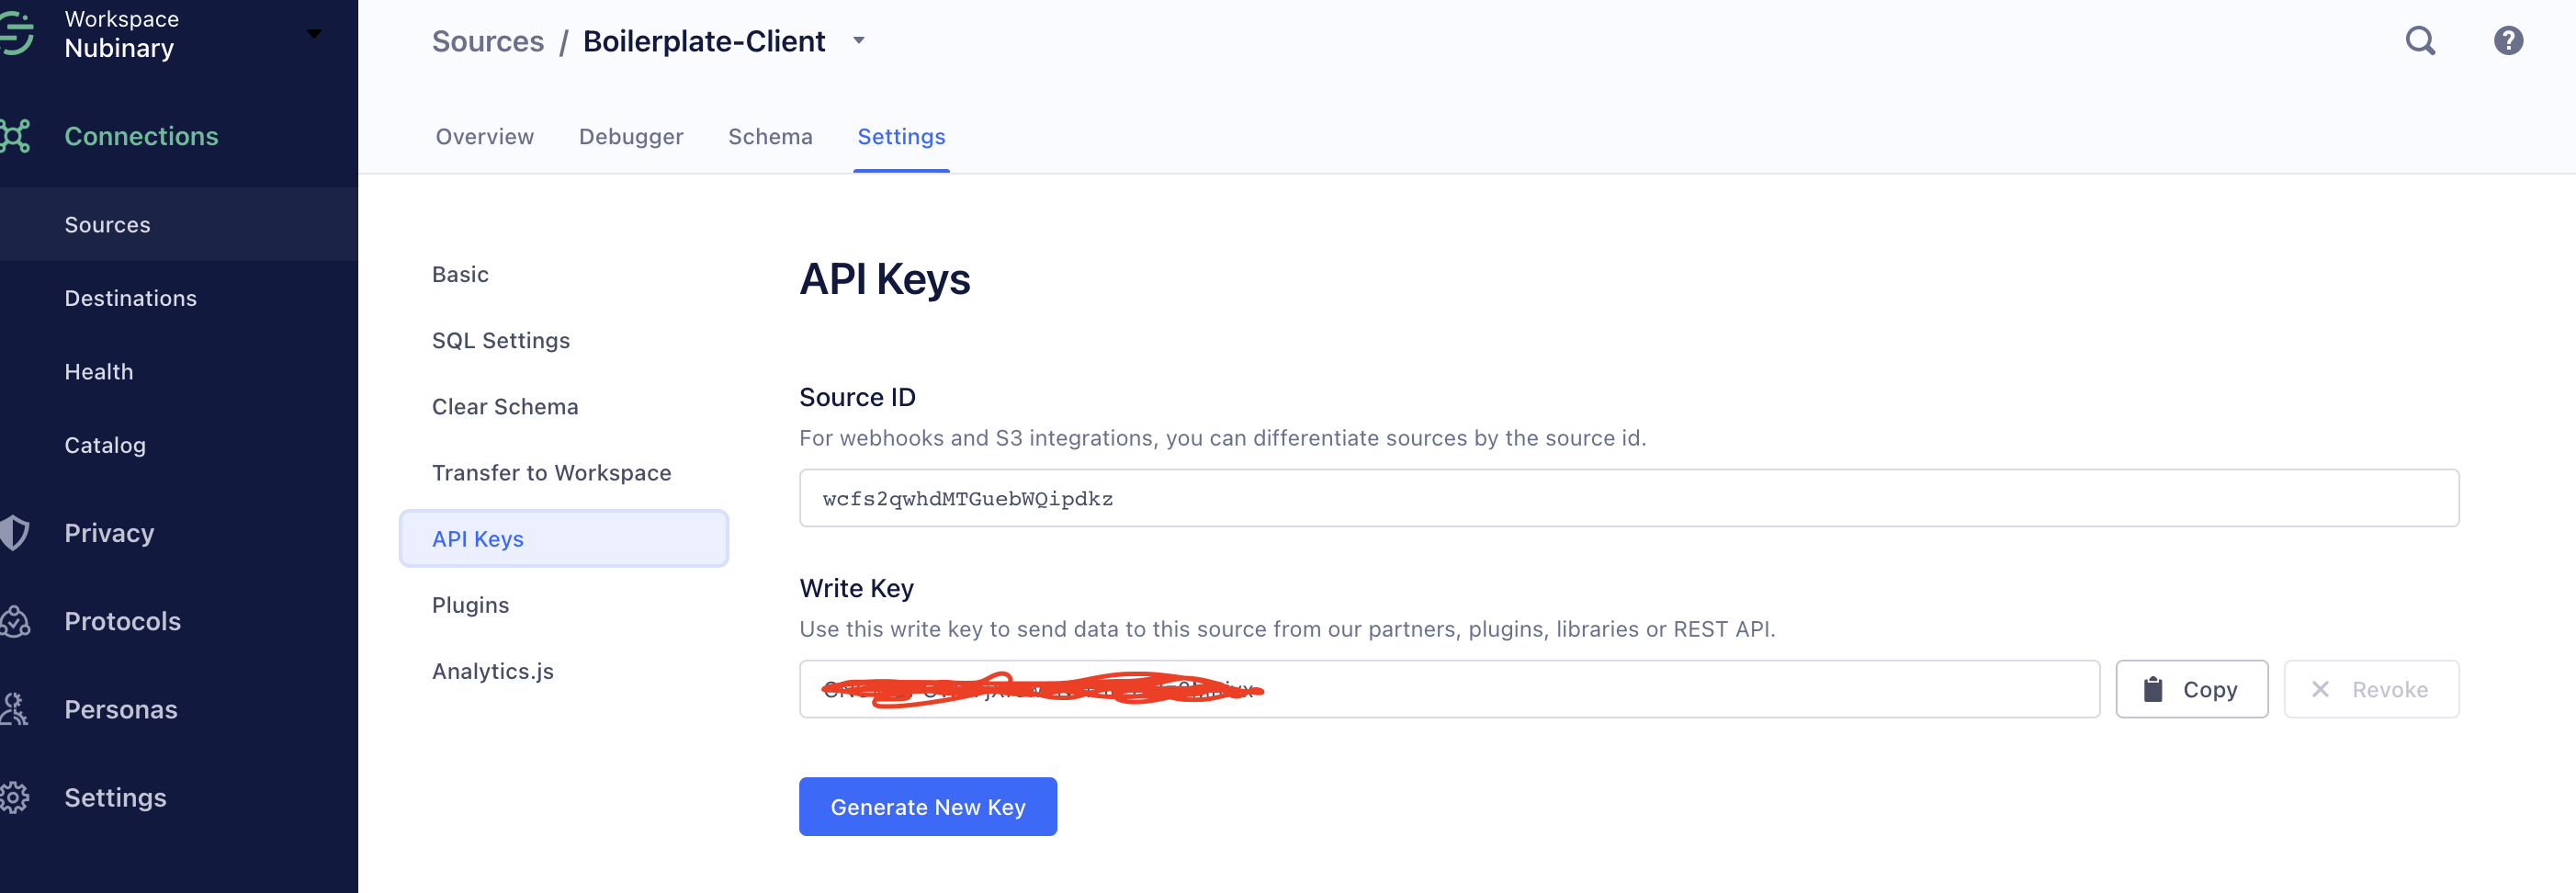 Workspace
Nubinary
Connections
Sources
Destinations
Health
Catalog
Privacy
Protocols
Personas
Settings
Sources / Boilerplate-Client
?
Overview Debugger Schema Settings
Basic
SQL Settings
Clear Schema
Transfer to Workspace
API Keys
Plugins
Analytics.js
API Keys
Source ID
For webhooks and S3 integrations, you can differentiate sources by the source id.
wcfs2qwhdMTGuebWQipdkz
Write Key
Use this write key to send data to this source from our partners, plugins, libraries or REST API.
Copy
Revoke
Generate New Key